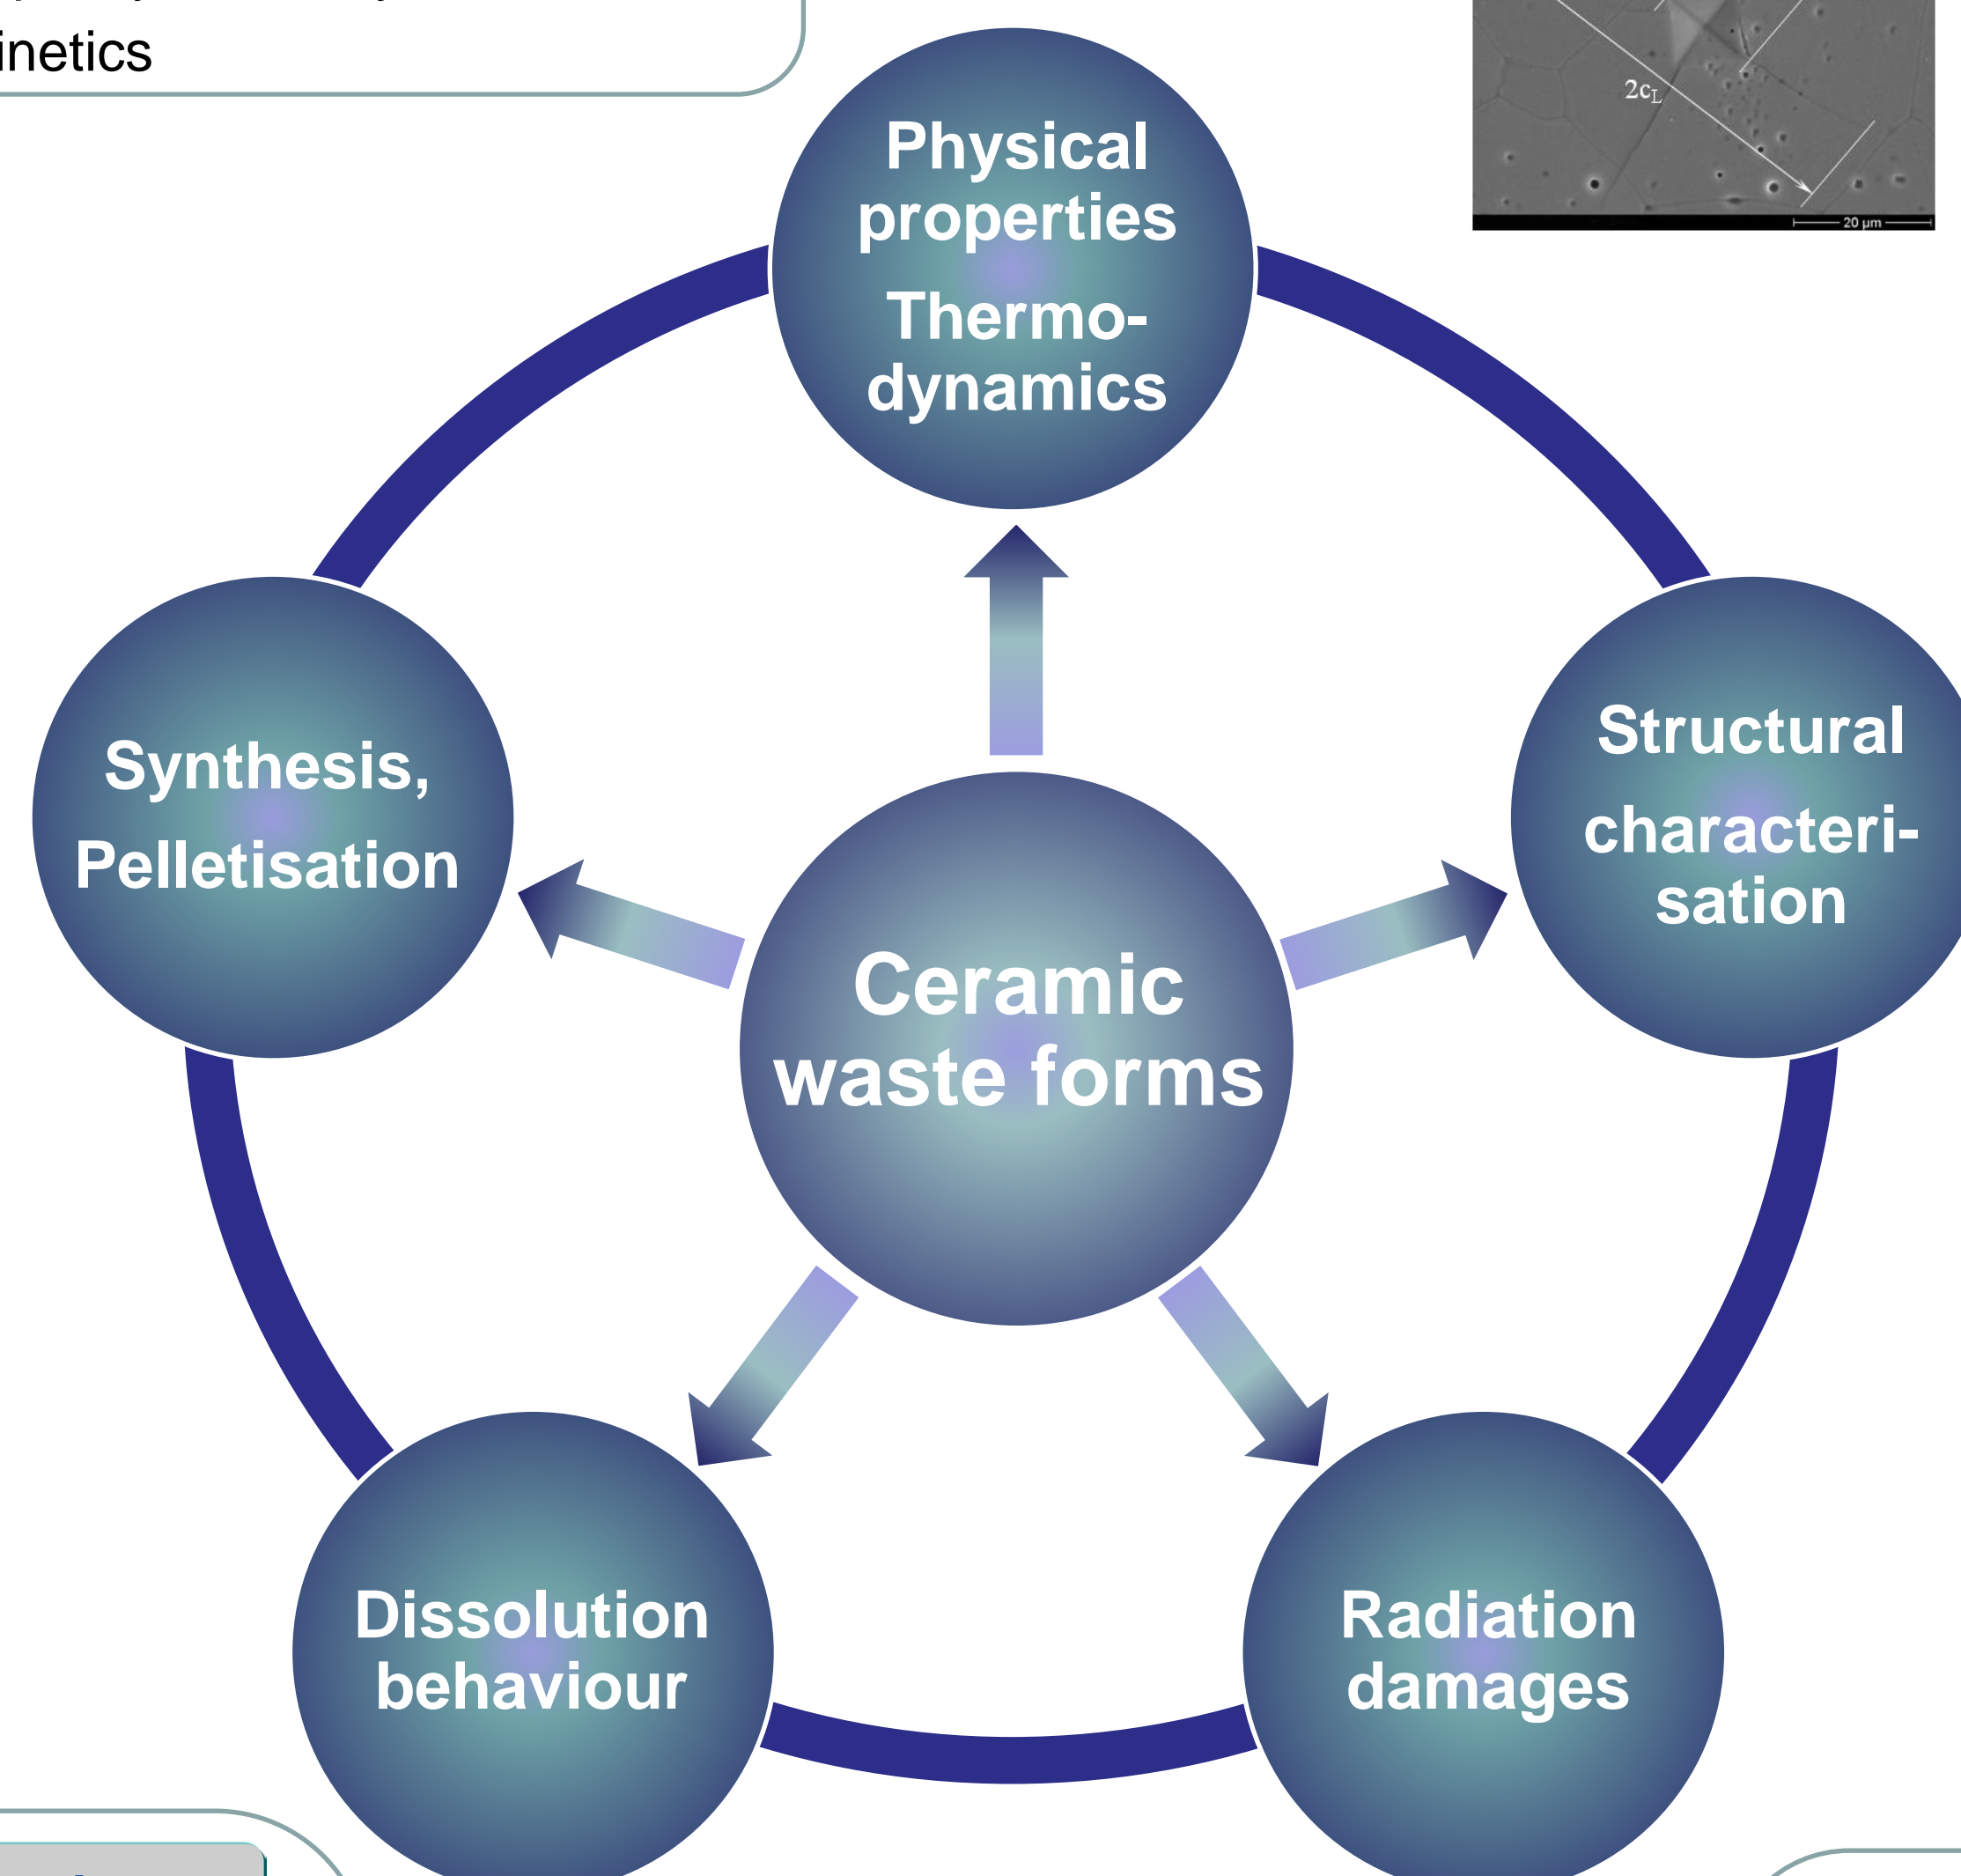 inetics
2cL
20 µm
Physical
properties
Thermo-
dynamics
Synthesis,
Pelletisation
Structural
characteri-
sation
Ceramic
waste forms
Dissolution
behaviour
Radiation
damages